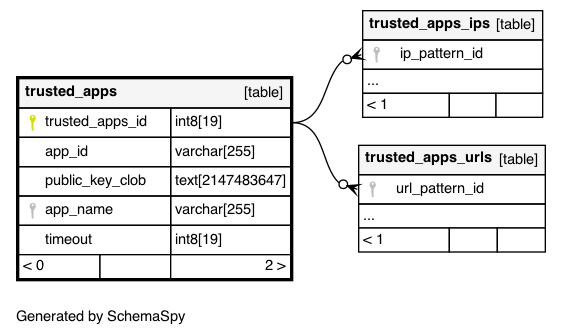 trusted_apps_ips [table]
ip_pattern_id
...
< 1
trusted_apps [table]
trusted_apps_id int8[19]
app_id varchar[255]
public_key_clob text[2147483647]
app_name varchar[255]
timeout int8[19]
< 0 2 >
trusted_apps_urls [table]
url_pattern_id
...
< 1
Generated by SchemaSpy